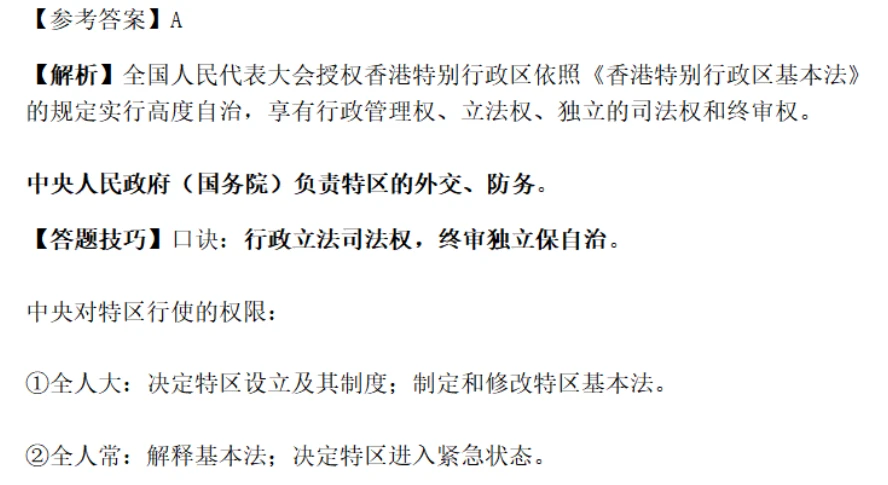 【参考答案】A
【解析】全国人民代表大会授权香港特别行政区依照《香港特别行政区基本法》
的规定实行高度自治，享有行政管理权、立法权、独立的司法权和终审权。
中央人民政府（国务院）负责特区的外交、防务。
【答题技巧】口诀：行政立法司法权，终审独立保自治。
中央对特区行使的权限：
①全人大：决定特区设立及其制度；制定和修改特区基本法。
②全人常：解释基本法；决定特区进入紧急状态。